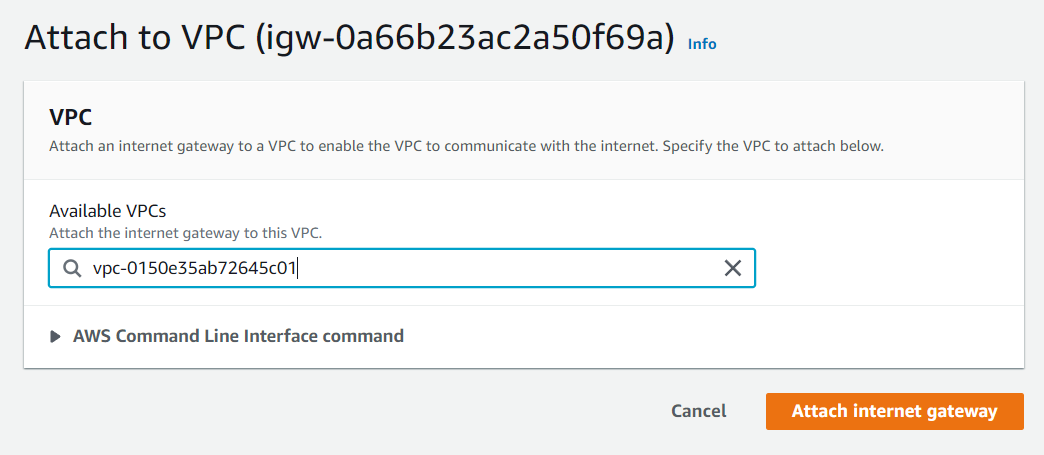 Attach to VPC (igw-0a66b23ac2a50f69a) Info
VPC
Attach an internet gateway to a VPC to enable the VPC to communicate with the internet. Specify the VPC to attach below.
Available VPCs
Attach the internet gateway to this VPC.
vpc-0150e35ab72645c01
AWS Command Line Interface command
Cancel Attach internet gateway